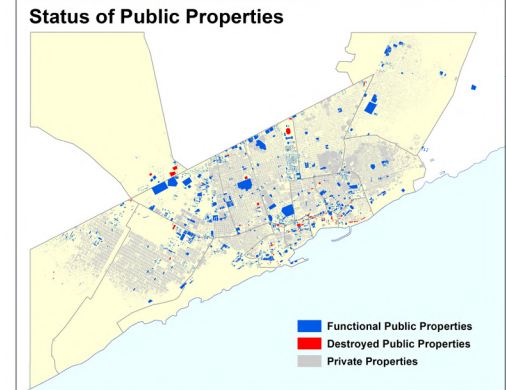 Status of Public Properties
Functional Public Properties
Destroyed Public Properties
Private Properties